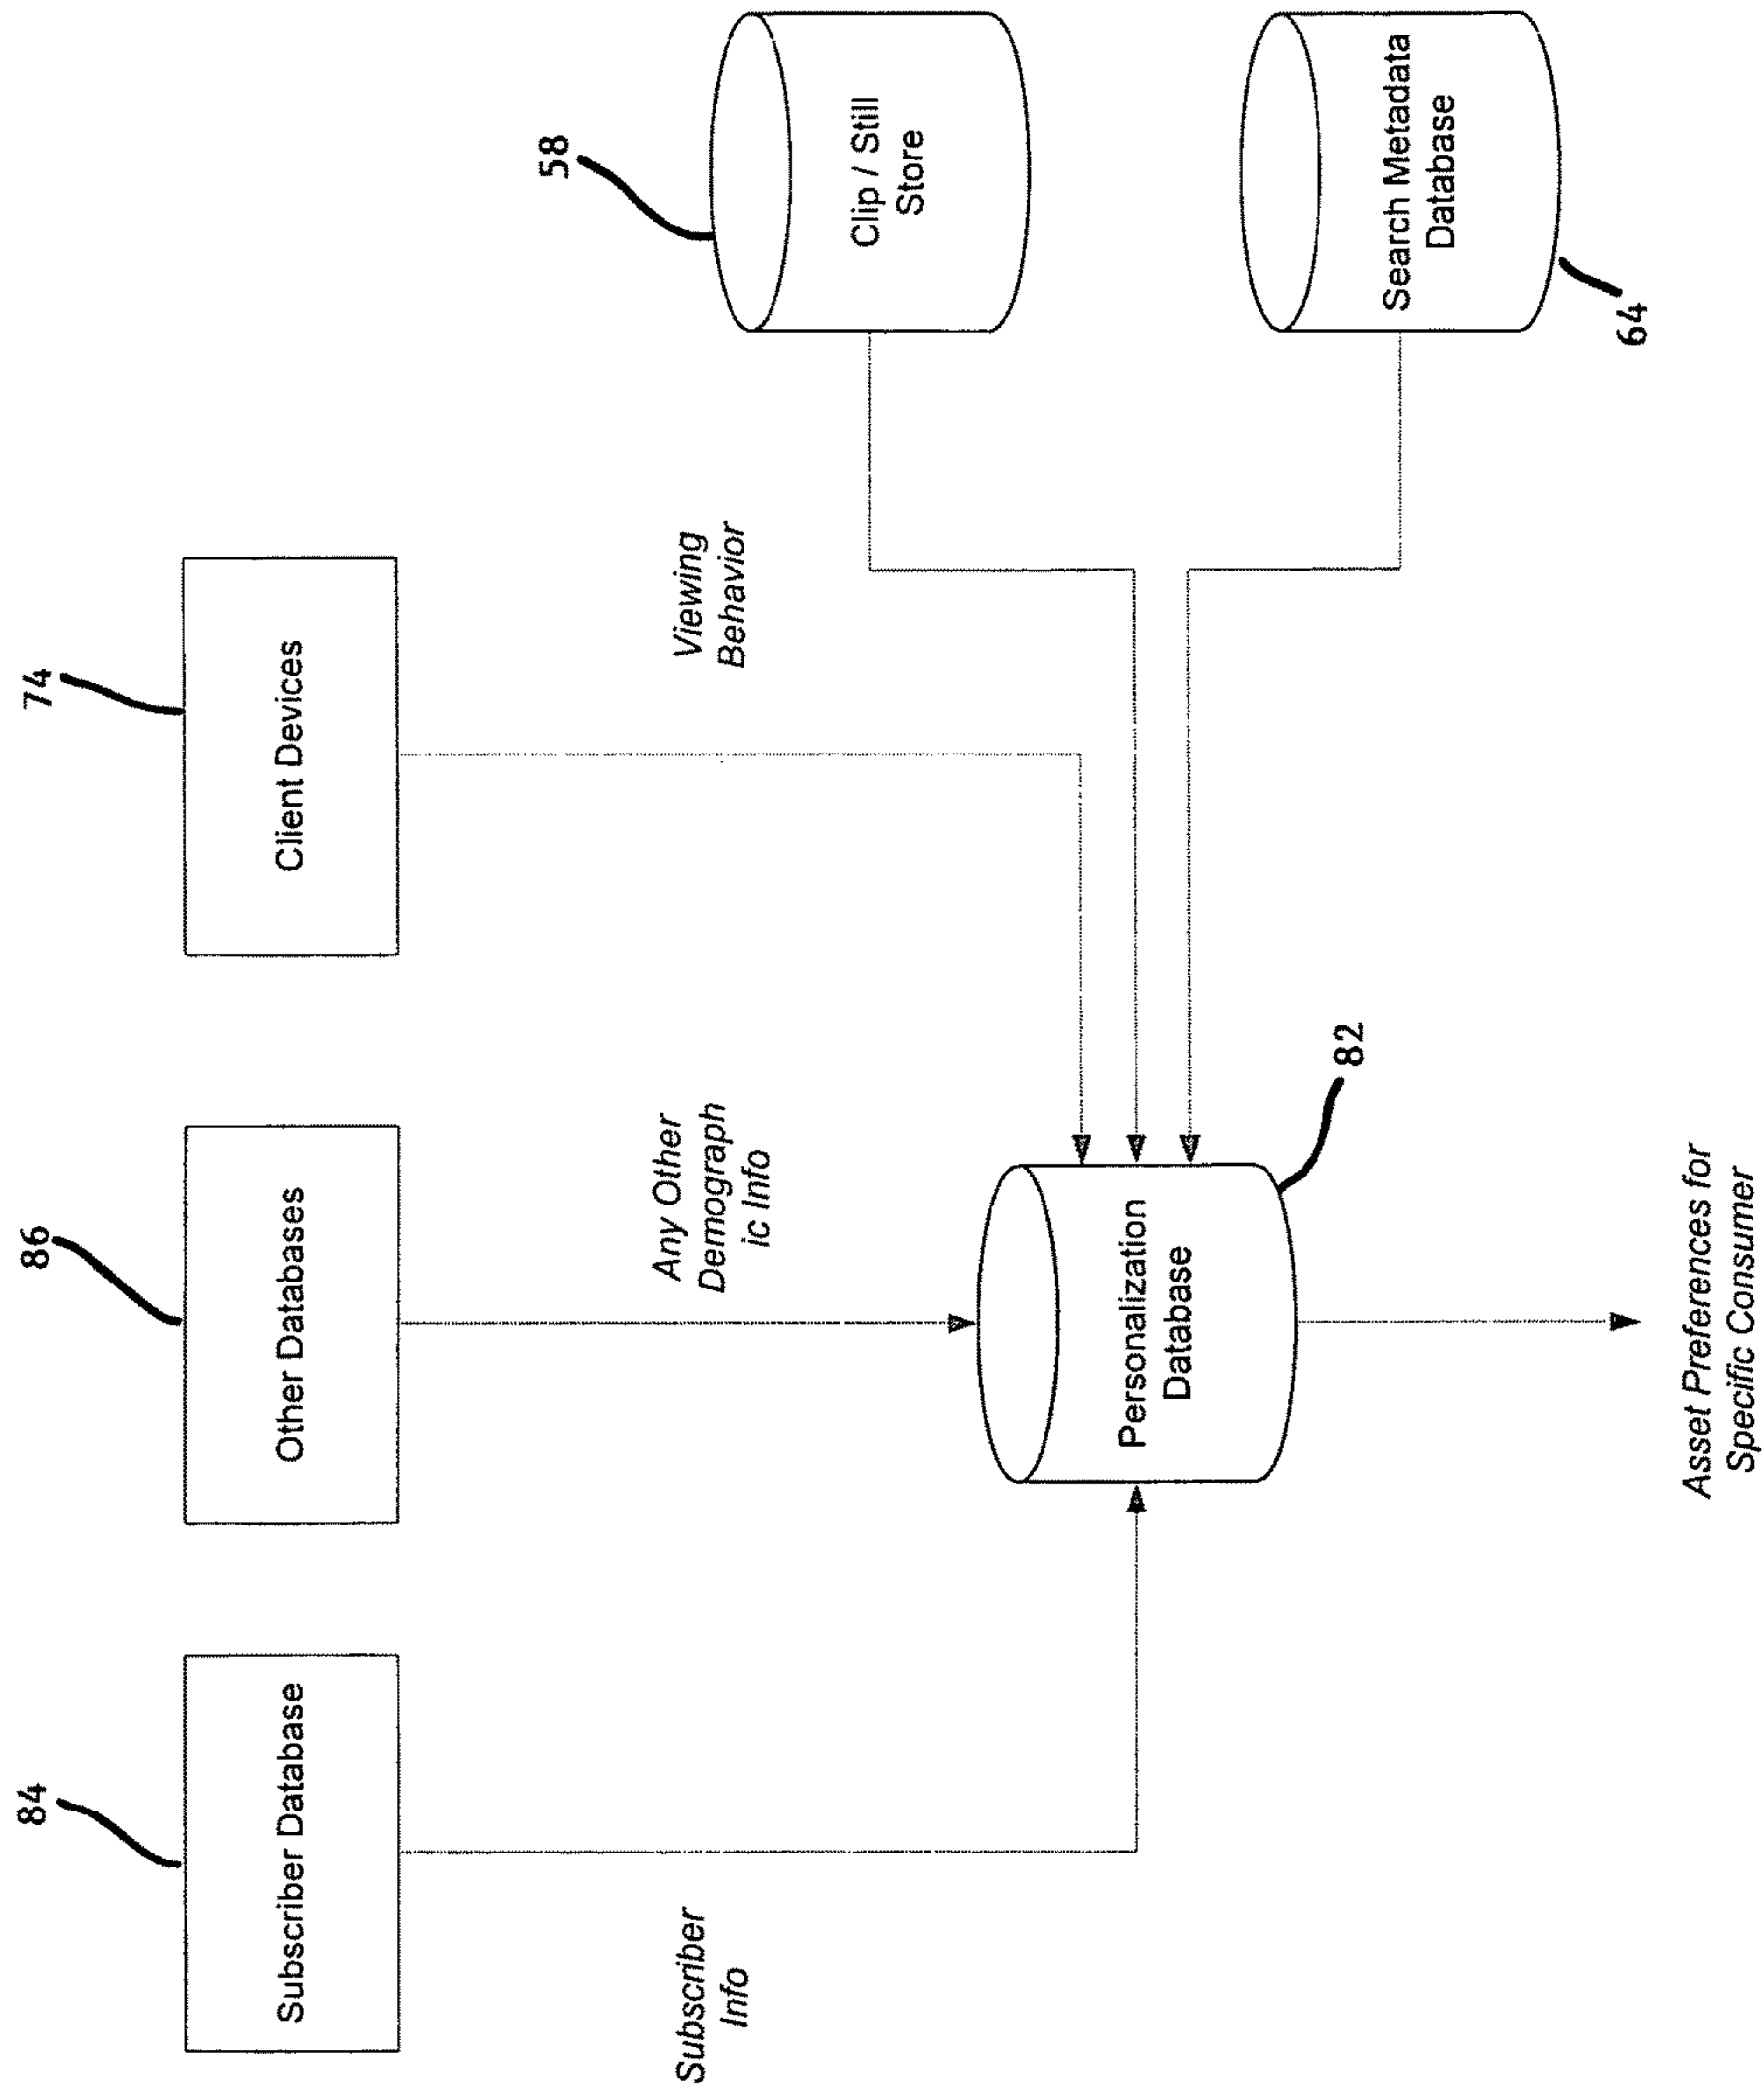 84
Subscriber Database
86
Other Databases
74
Client Devices
Subscriber
Info
Any Other
Demograph
ic Info
Viewing
Behavior
58
Clip / Still
Store
Personalization
Database
82
Search Metadata
Database
64
Asset Preferences for
Specific Consumer